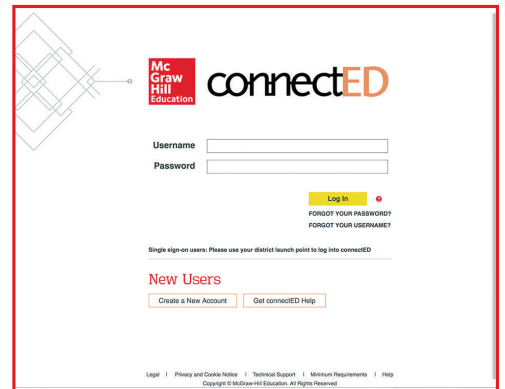 Mc
Graw
Hill
Education
connectED
Username
Password
Log In ?
FORGOT YOUR PASSWORD?
FORGOT YOUR USERNAME?
Single sign-on users: Please use your district launch point to log into connectED
New Users
Create a New Account Get connectED Help
Legal I Privacy and Cookie Notice I Technical Support I Minimum Requirements I Help
Copyright © McGraw-Hill Education. All Rights Reserved